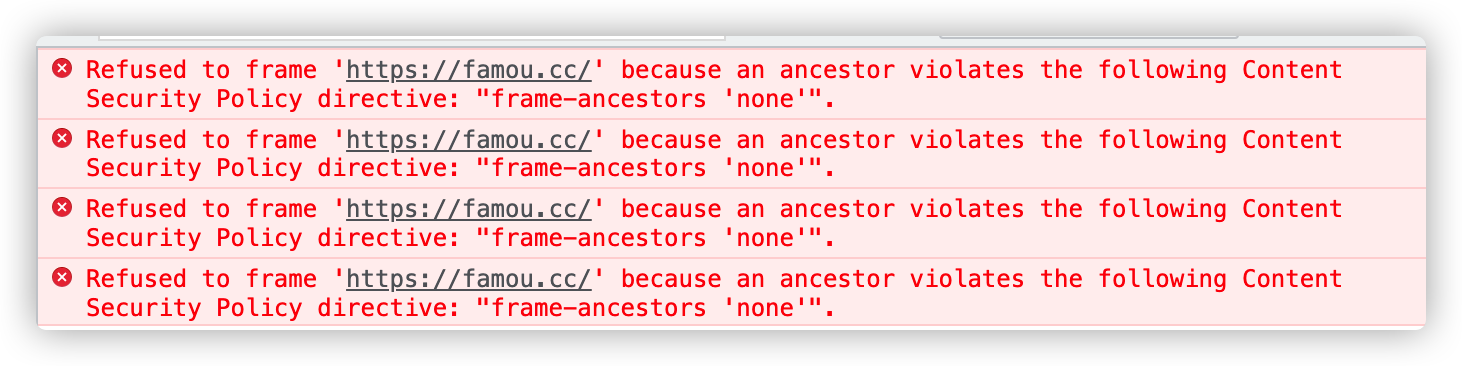 Refused to frame 'https://famou.cc/' because an ancestor violates the following Content
Security Policy directive: "frame-ancestors 'none'".
Refused to frame 'https://famou.cc/' because an ancestor violates the following Content
Security Policy directive: "frame-ancestors 'none'".
Refused to frame 'https://famou.cc/' because an ancestor violates the following Content
Security Policy directive: "frame-ancestors 'none'".
Refused to frame 'https://famou.cc/' because an ancestor violates the following Content
Security Policy directive: "frame-ancestors 'none'".